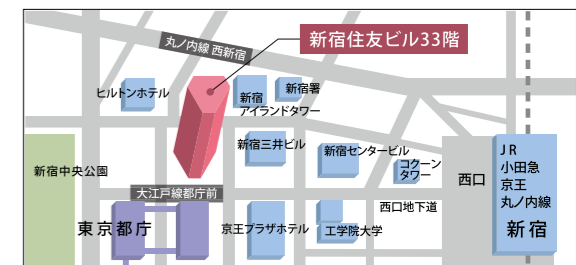 丸ノ内線 西新宿
新宿住友ビル33階
ヒルトンホテル
新宿
アイランドタワー
新宿署
新宿三井ビル
新宿センタービル
コクーン
タワー
新宿中央公園
大江戸線都庁前
西口
JR
小田急
京王
丸ノ内線
新宿
東京都庁
京王プラザホテル
西口地下道
工学院大学